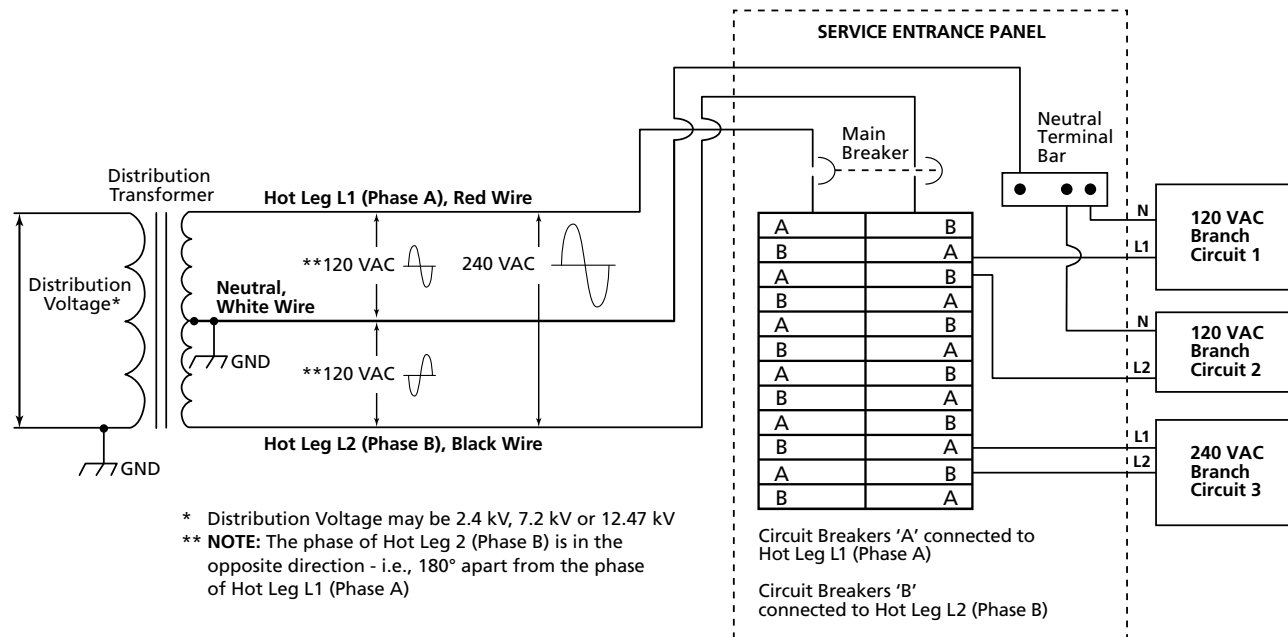 SERVICE ENTRANCE PANEL
Main
Breaker
Neutral
Terminal
Bar
Distribution
Transformer
Hot Leg L1 (Phase A), Red Wire
Distribution
Voltage*
**120 VAC
240 VAC
Neutral,
White Wire
GND
**120 VAC
Hot Leg L2 (Phase B), Black Wire
GND
A B
B A
A B
B A
A B
B A
A B
B A
A B
B A
A B
B A
N
L1
120 VAC
Branch
Circuit 1
N
L2
120 VAC
Branch
Circuit 2
L1
L2
240 VAC
Branch
Circuit 3
* Distribution Voltage may be 2.4 kV, 7.2 kV or 12.47 kV
** NOTE: The phase of Hot Leg 2 (Phase B) is in the
opposite direction - i.e., 180° apart from the phase
of Hot Leg L1 (Phase A)
Circuit Breakers ‘A’ connected to
Hot Leg L1 (Phase A)
Circuit Breakers ‘B’
connected to Hot Leg L2 (Phase B)